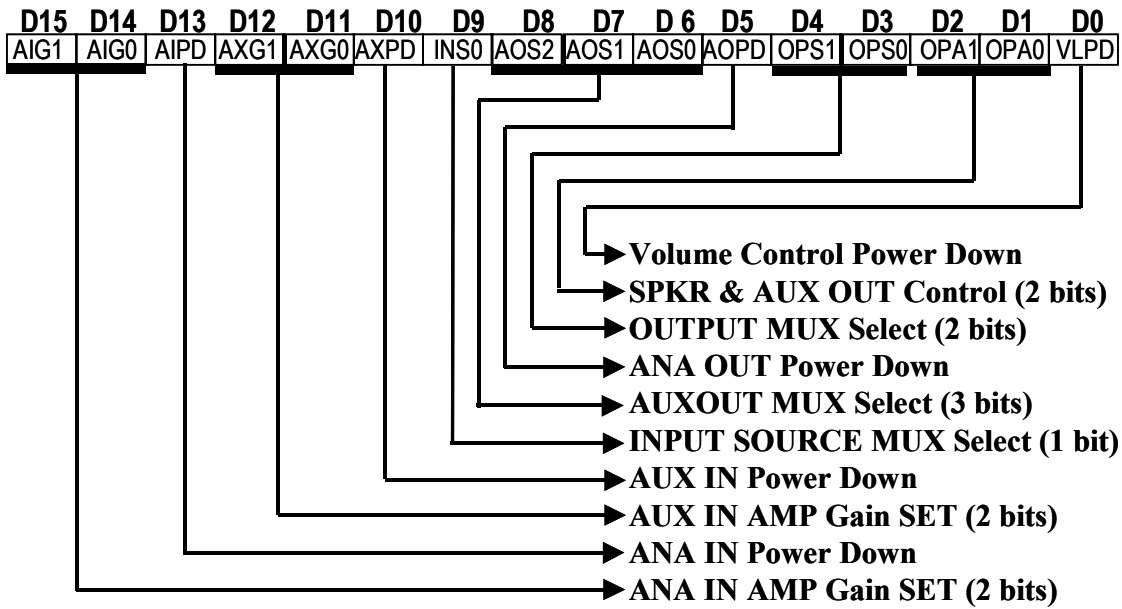 D15 D14 D13 D12 D11 D10 D9 D8 D7 D 6 D5 D4 D3 D2 D1 D0
AIG1 AIG0 AIPD AXG1 AXG0 AXPD INS0 AOS2 AOS1 AOS0 AOPD OPS1 OPS0 OPA1 OPA0 VLPD
Volume Control Power Down
SPKR & AUX OUT Control (2 bits)
OUTPUT MUX Select (2 bits)
ANA OUT Power Down
AUXOUT MUX Select (3 bits)
INPUT SOURCE MUX Select (1 bit)
AUX IN Power Down
AUX IN AMP Gain SET (2 bits)
ANA IN Power Down
ANA IN AMP Gain SET (2 bits)